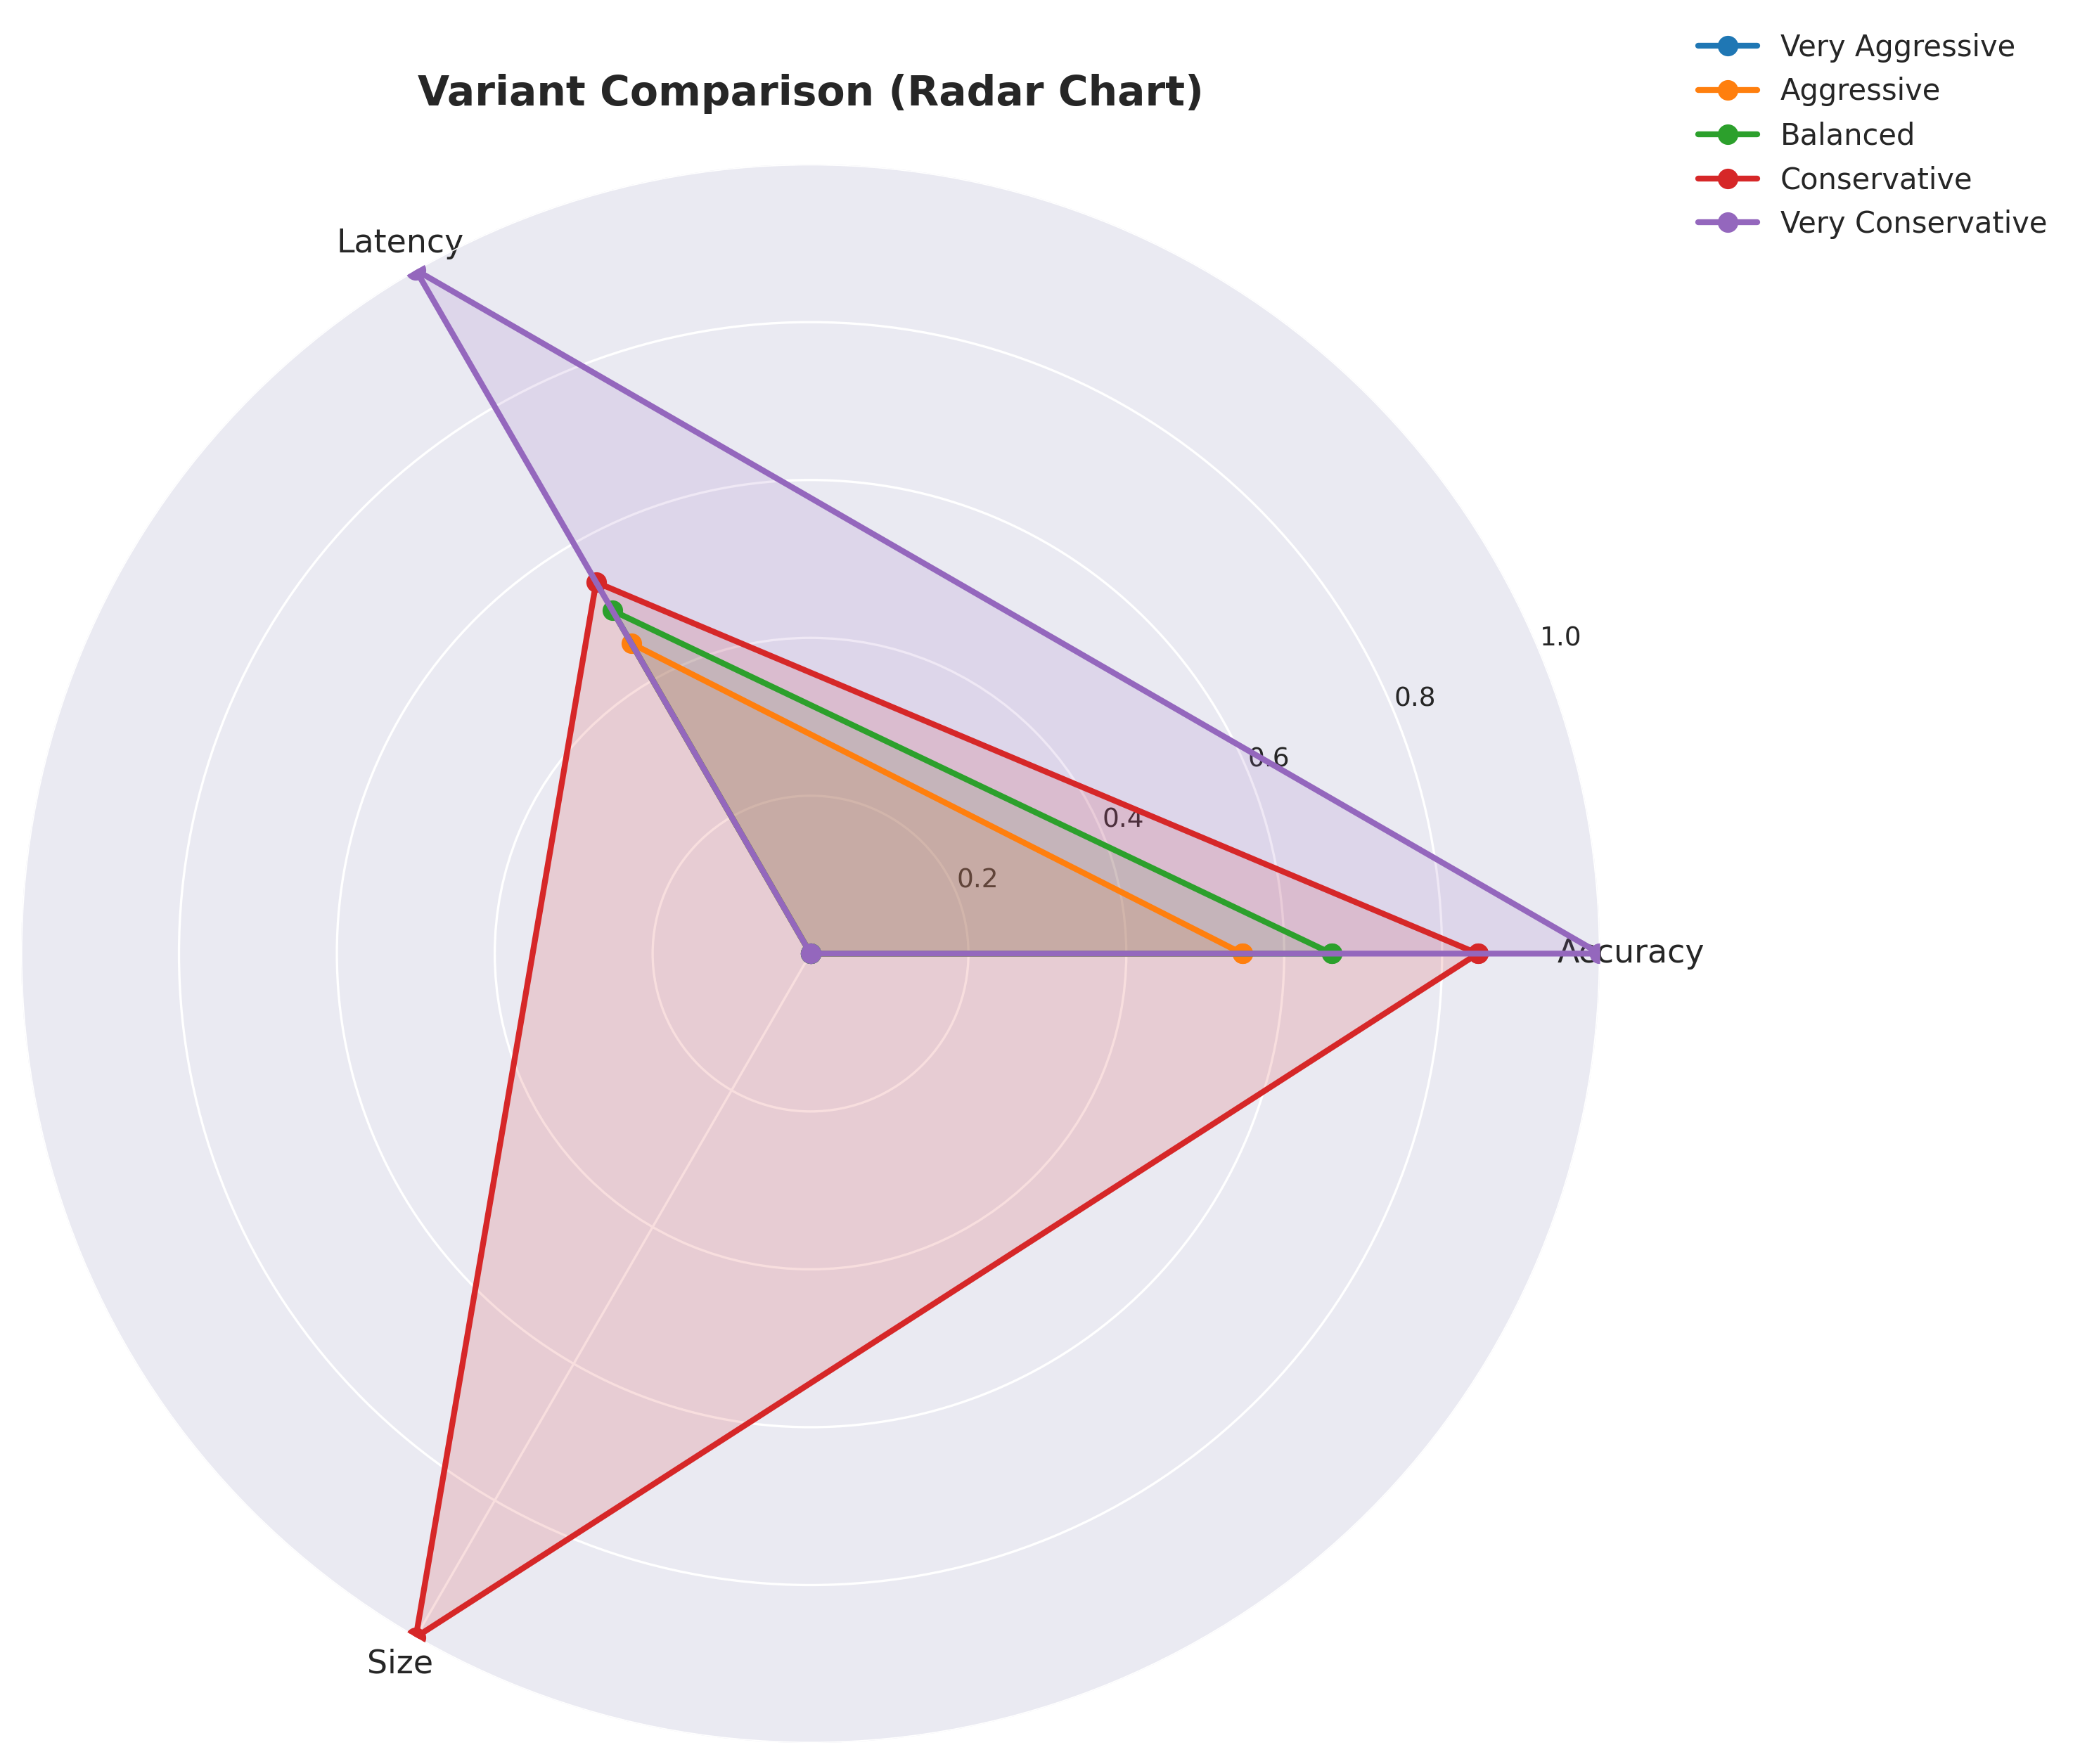 Variant Comparison (Radar Chart)
Very Aggressive
Aggressive
Balanced
Conservative
Very Conservative
Latency
1.0
0.8
0.6
0.4
0.2
Accuracy
Size